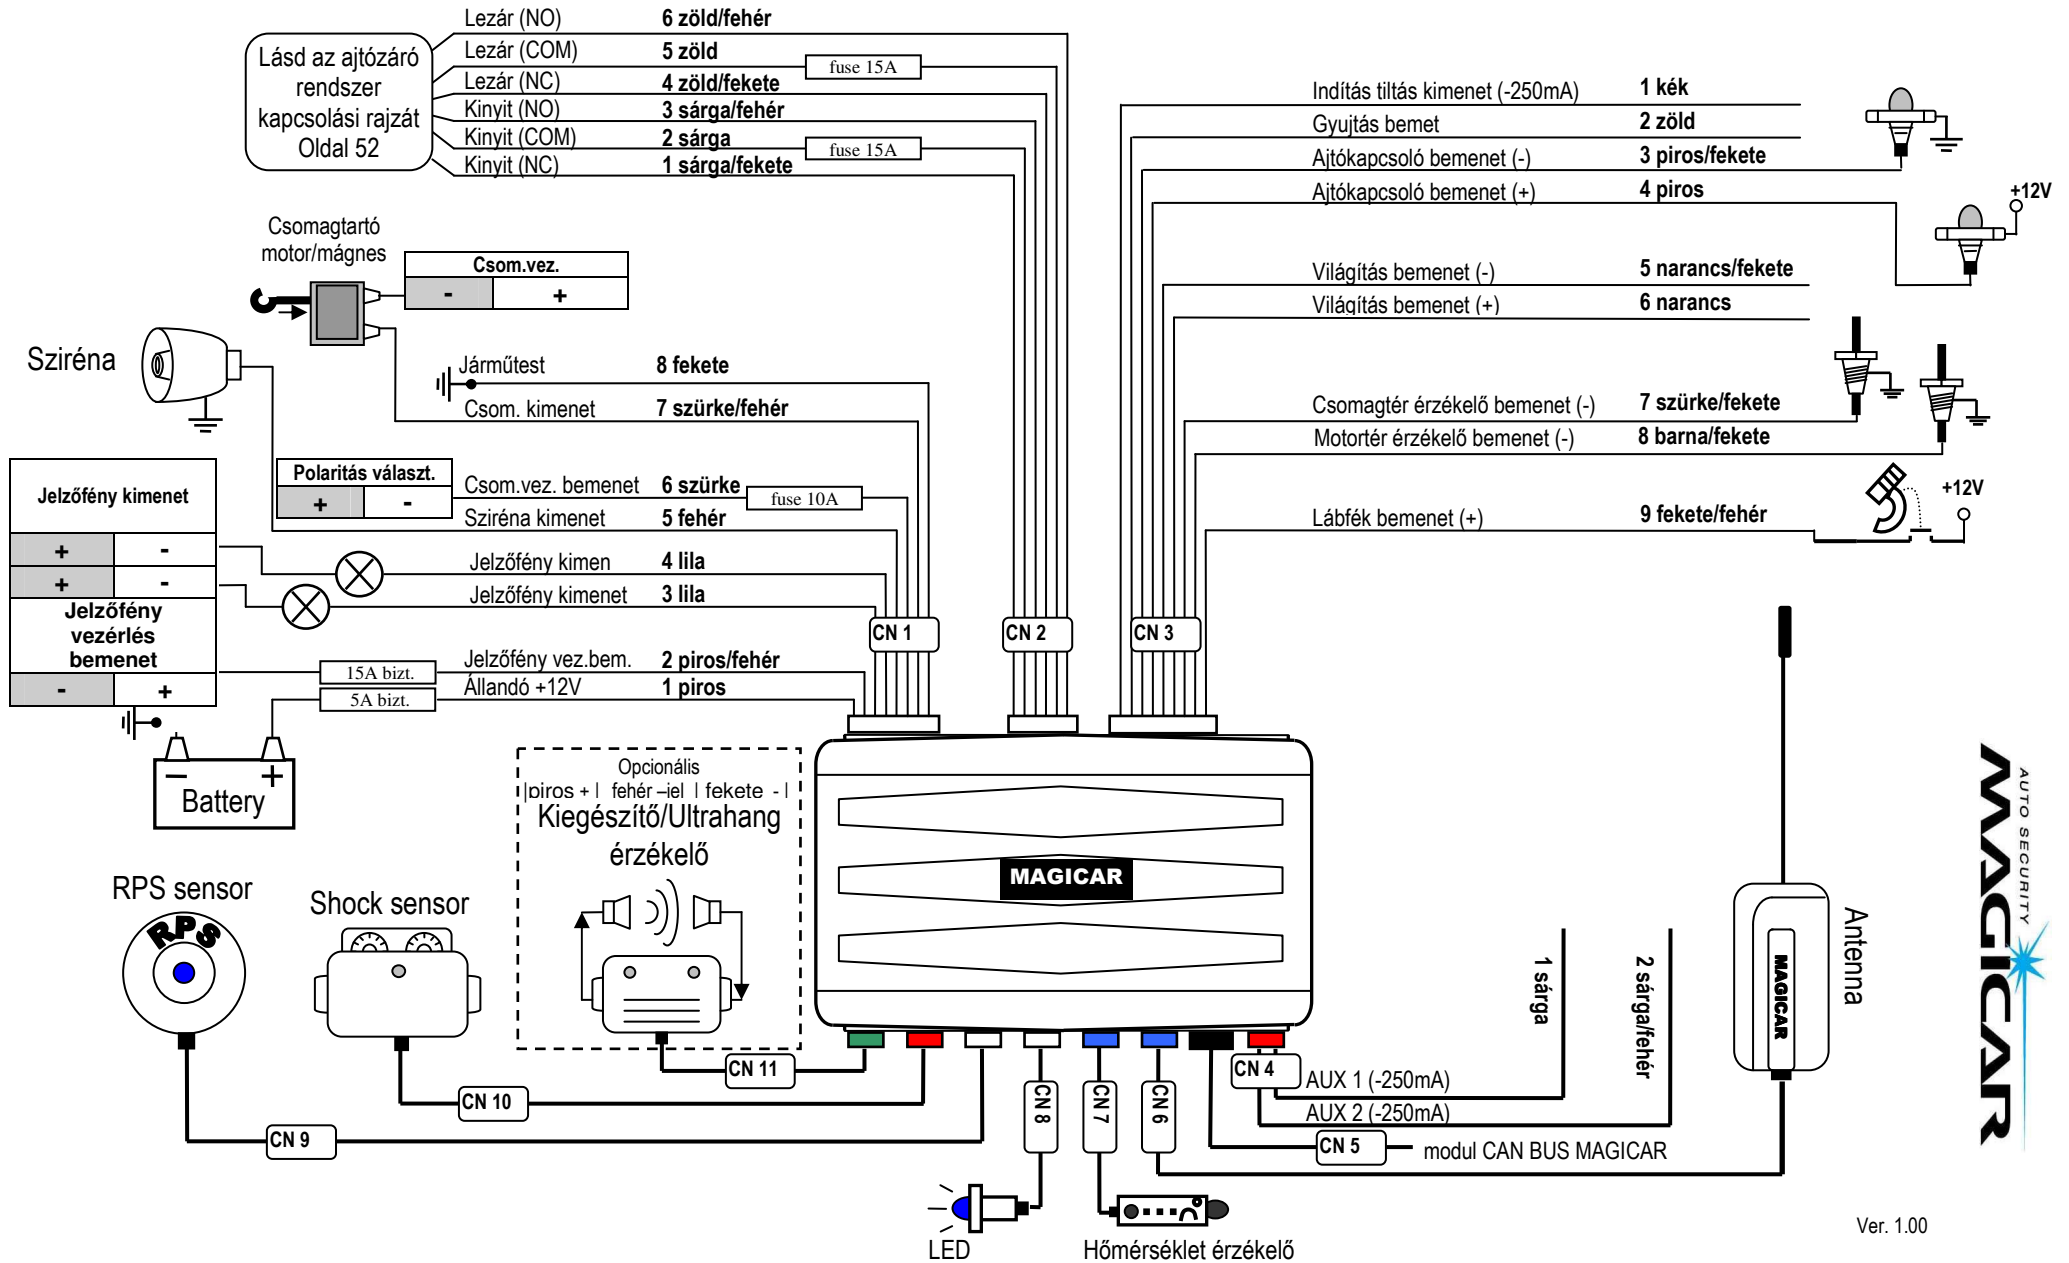 Lásd az ajtózáró
rendszer
kapcsolási rajzát
Oldal 52
Lezár (NO) 6 zöld/fehér
Lezár (COM) 5 zöld fuse 15A
Lezár (NC) 4 zöld/fekete
Kinyit (NO) 3 sárga/fehér
Kinyit (COM) 2 sárga fuse 15A
Kinyit (NC) 1 sárga/fekete
Csomagtartó
motor/mágnes
Csom.vez.
- +
Sziréna
Járműtest 8 fekete
Csom. kimenet 7 szürke/fehér
Polaritás választ.
+ -
Csom.vez. bemenet 6 szürke fuse 10A
Sziréna kimenet 5 fehér
Jelzőfény kimen 4 lila
Jelzőfény kimenet 3 lila
Jelzőfény kimenet
+ -
+ -
Jelzőfény
vezérlés
bemenet
- +
15A bizt. Jelzőfény vez.bem. 2 piros/fehér
5A bizt. Állandó +12V 1 piros
CN 1
CN 2
CN 3
Indítás tiltás kimenet (-250mA) 1 kék
Gyujtás bemet 2 zöld
Ajtókapcsoló bemenet (-) 3 piros/fekete
Ajtókapcsoló bemenet (+) 4 piros
+12V
Világítás bemenet (-) 5 narancs/fekete
Világítás bemenet (+) 6 narancs
Csomagtér érzékelő bemenet (-) 7 szürke/fekete
Motortér érzékelő bemenet (-) 8 barna/fekete
Lábfék bemenet (+) 9 fekete/fehér
+12V
− +
Battery
Opcionális
|piros + | fehér –jel | fekete - |
Kiegészítő/Ultrahang
érzékelő
MAGICAR
RPS sensor
RPS
Shock sensor
CN 11
CN 10
CN 9
CN 8
CN 7
CN 6
CN 4
AUX 1 (-250mA)
AUX 2 (-250mA)
CN 5
modul CAN BUS MAGICAR
1 sárga
2 sárga/fehér
MAGICAR
Antenna
AUTO SECURITY
MAGICAR
LED
Hőmérséklet érzékelő
Ver. 1.00